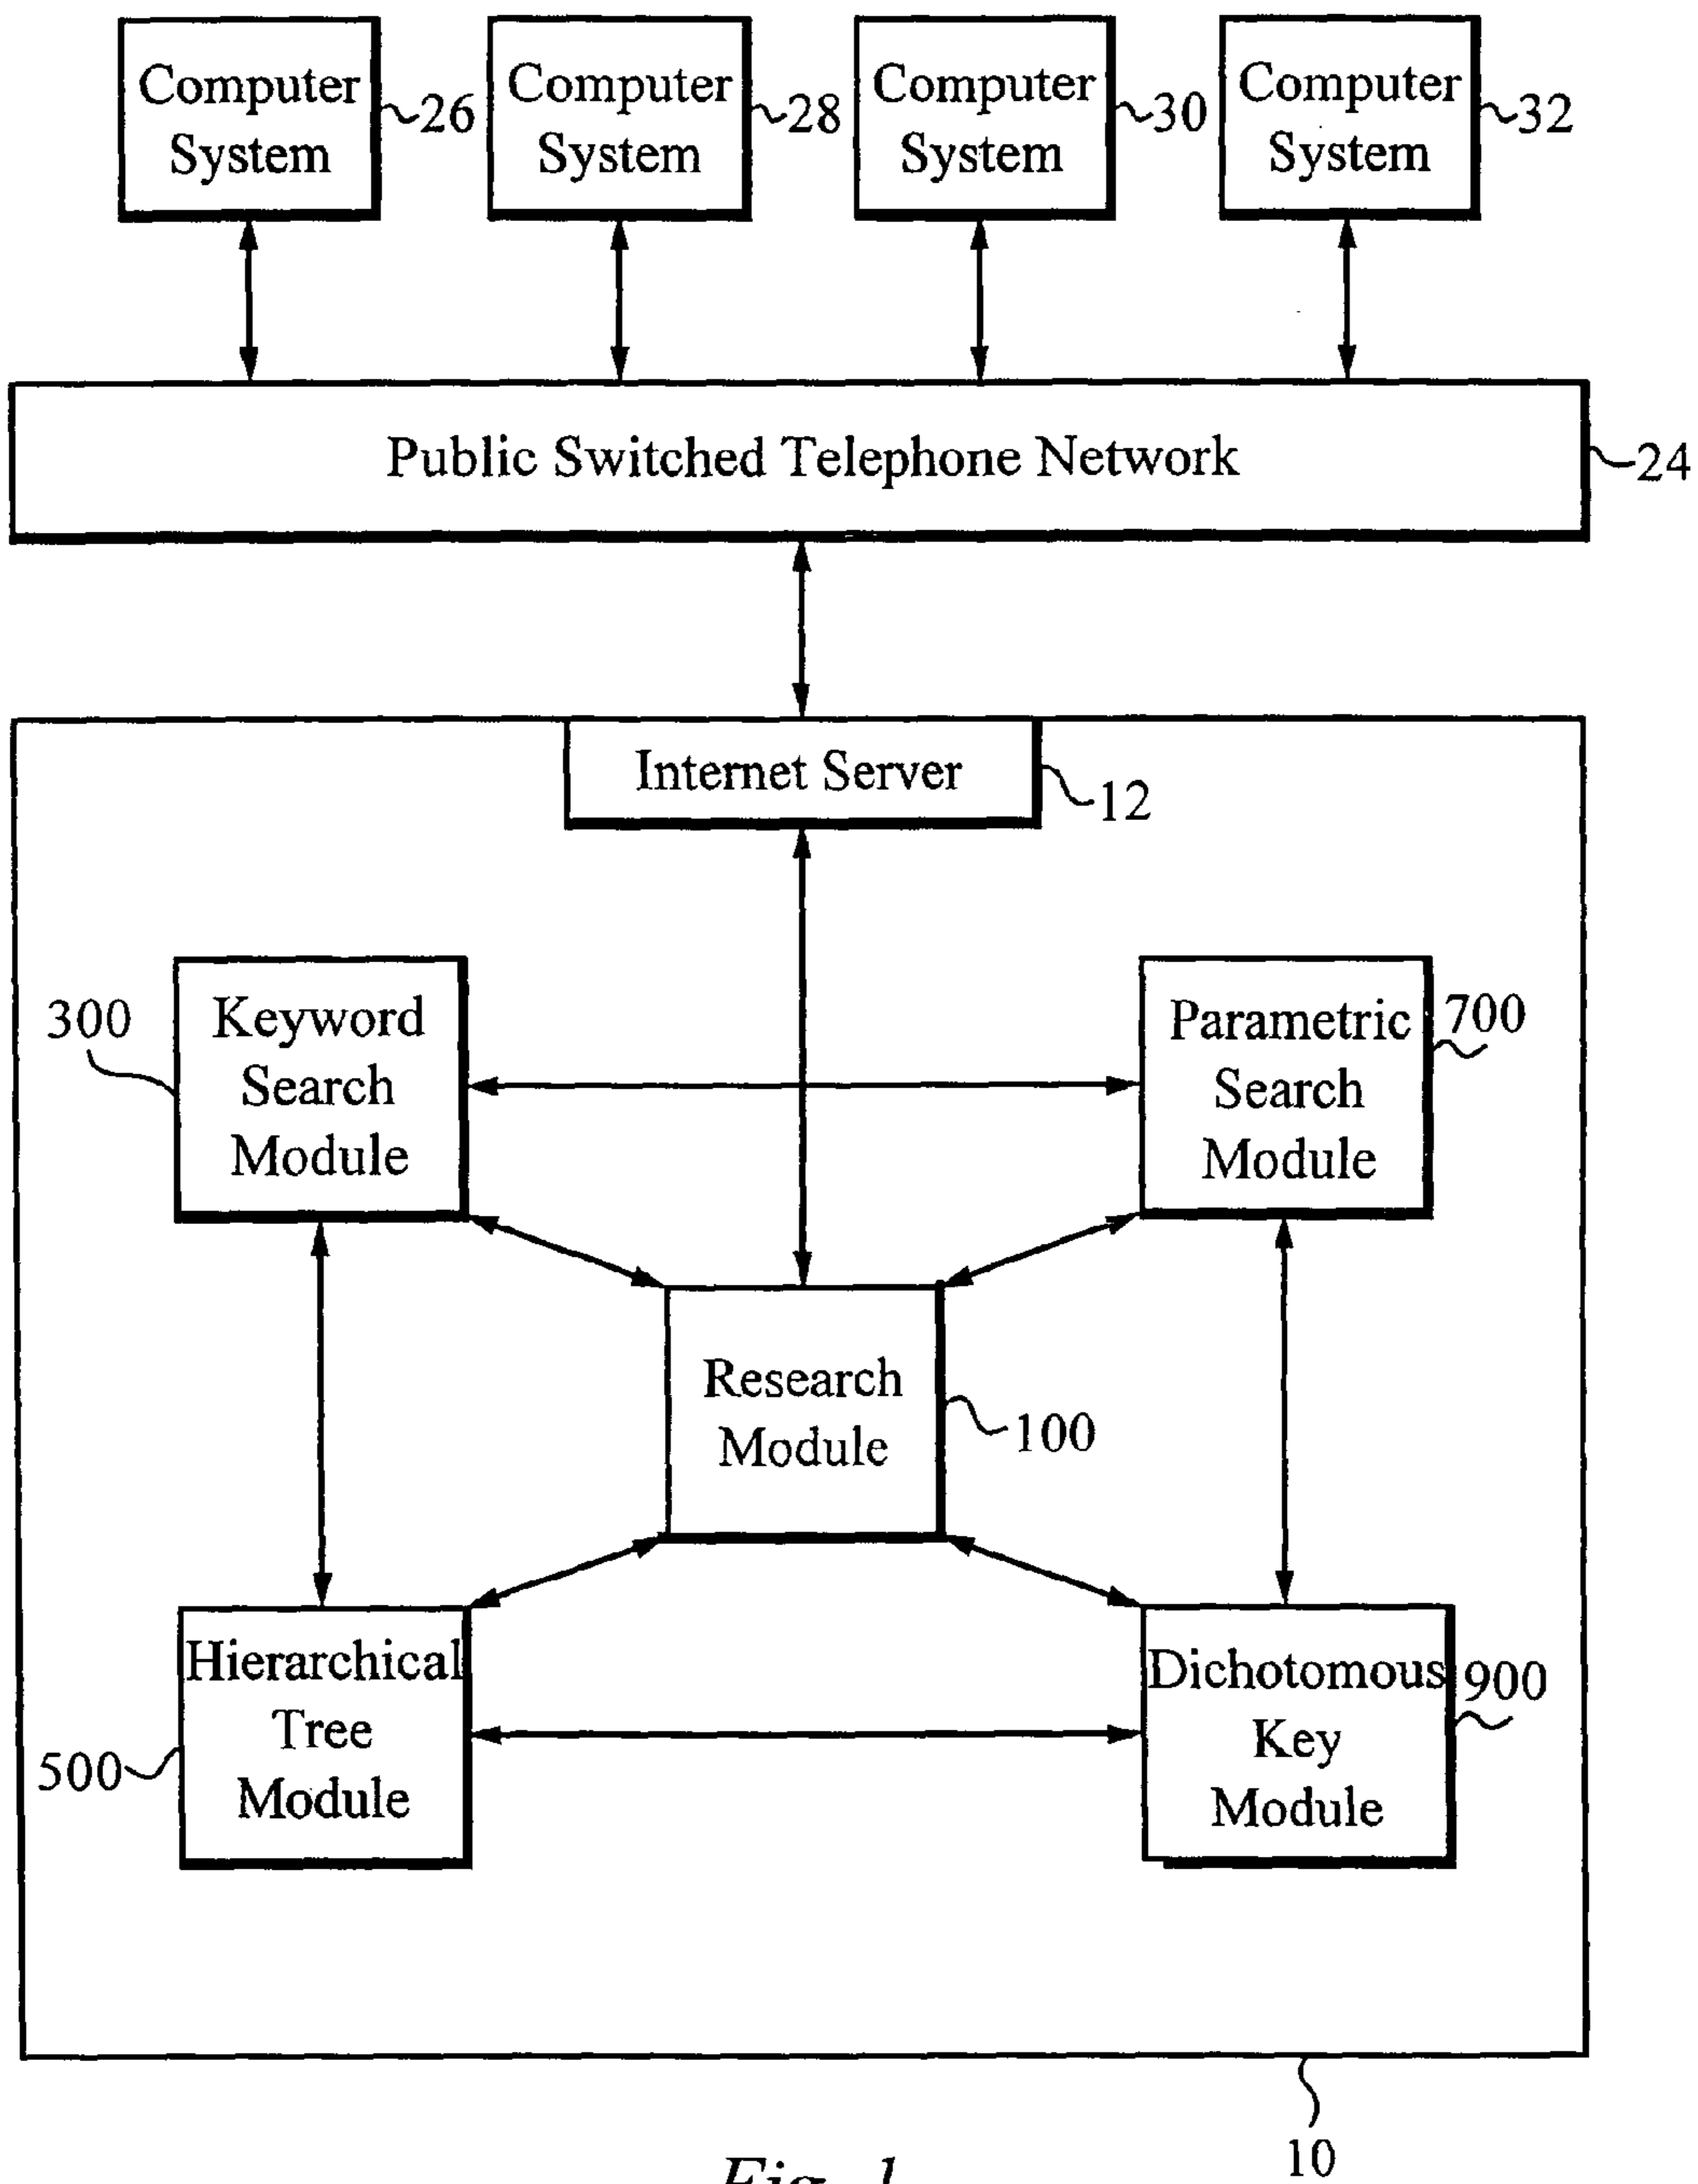 Computer
System
26
Computer
System
28
Computer
System
30
Computer
System
32
Public Switched Telephone Network
24
Internet Server
12
300
Keyword
Search
Module
Parametric
Search
Module
700
Research
Module
100
Hierarchical
Tree
Module
500
Dichotomous
Key
Module
900
10
Fig. 1